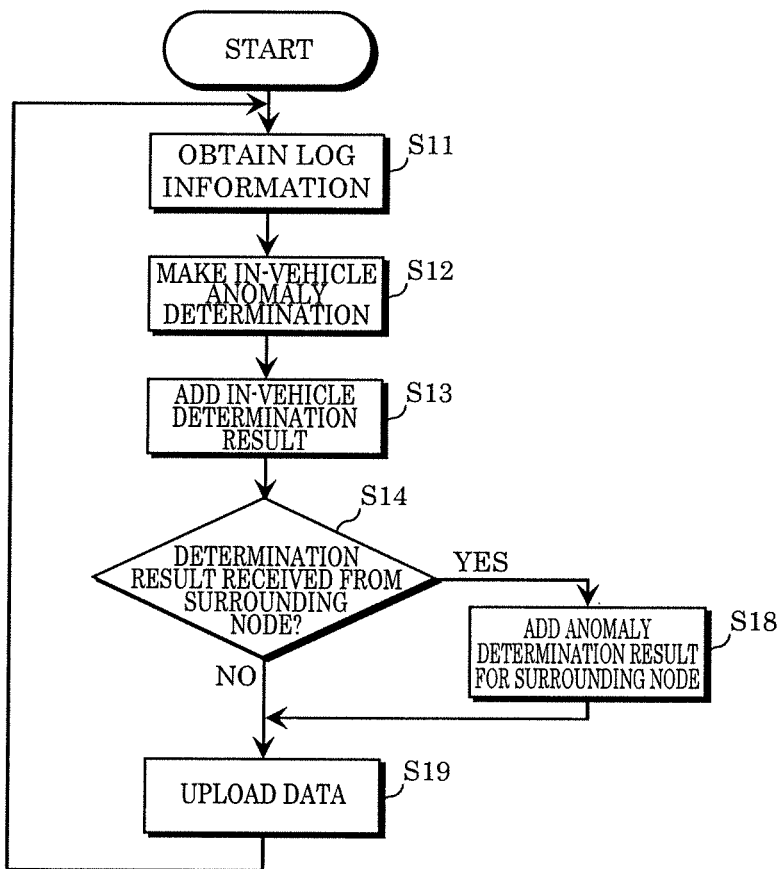 START
S11
OBTAIN LOG
INFORMATION
S12
MAKE IN-VEHICLE
ANOMALY
DETERMINATION
S13
ADD IN-VEHICLE
DETERMINATION
RESULT
S14
DETERMINATION
RESULT RECEIVED FROM
SURROUNDING
NODE?
YES
S18
ADD ANOMALY
DETERMINATION RESULT
FOR SURROUNDING NODE
NO
S19
UPLOAD DATA